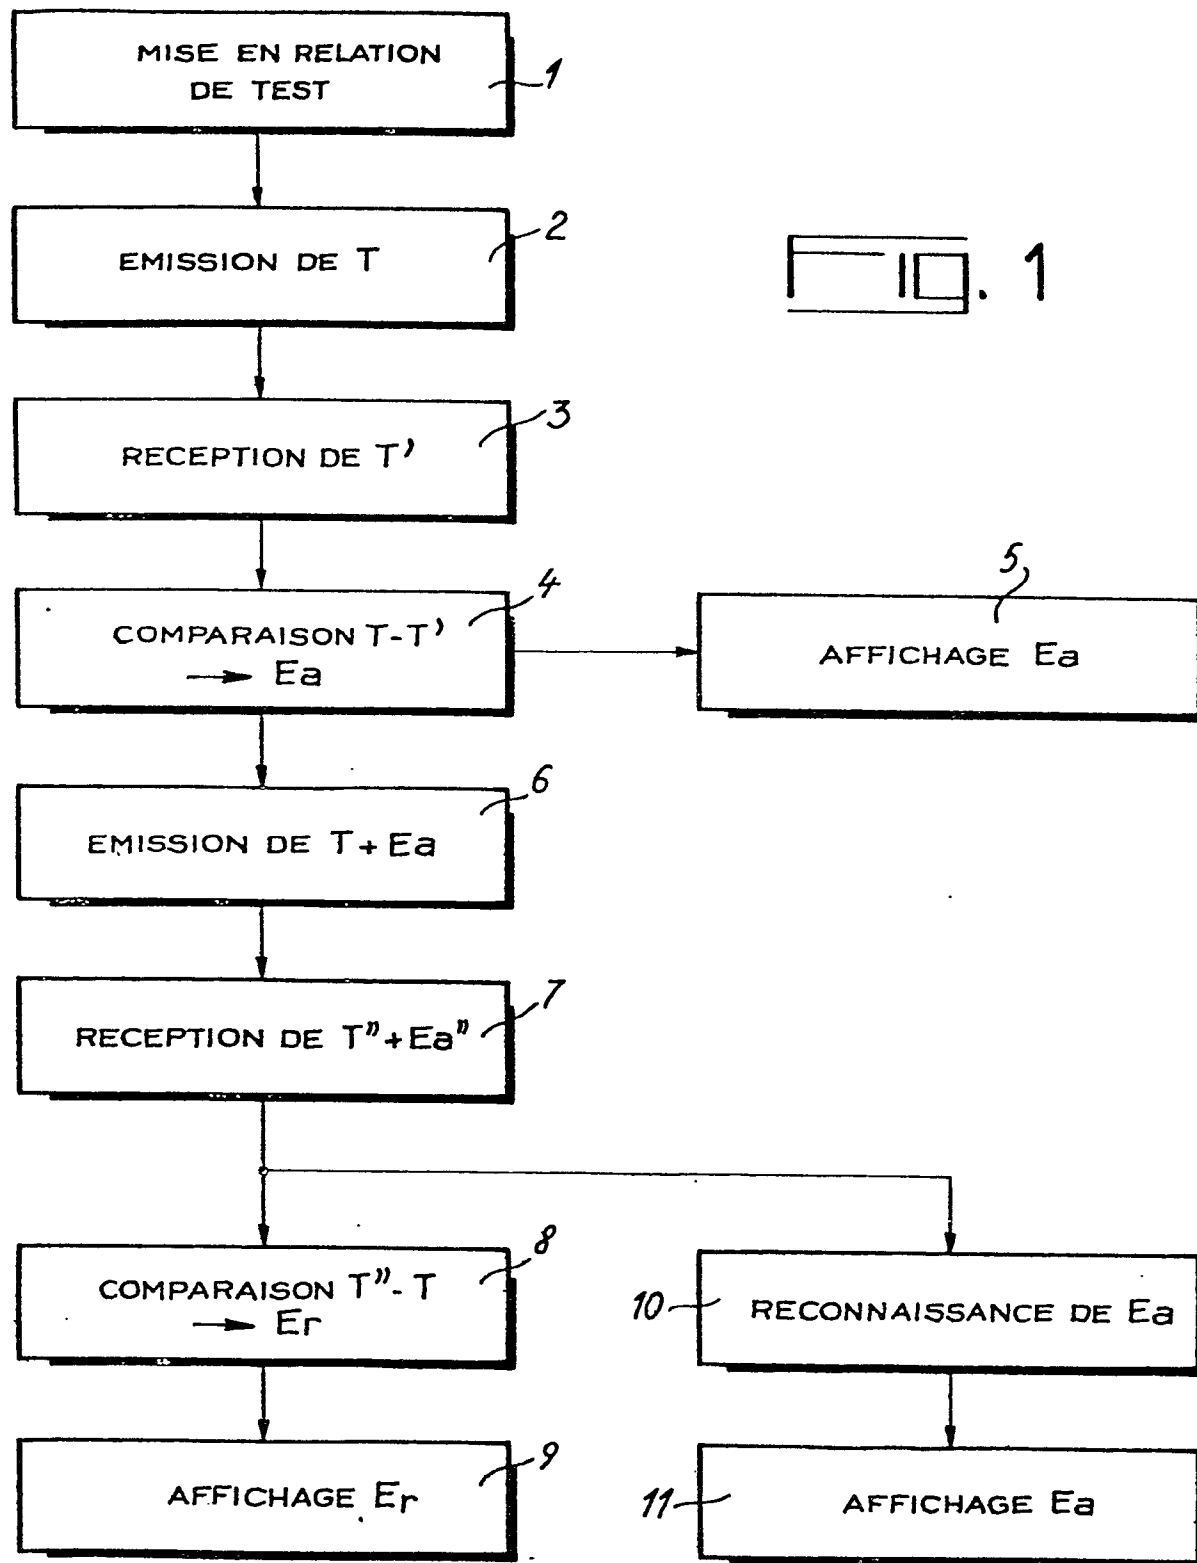 MISE EN RELATION
DE TEST
1
EMISSION DE T
2
FIG. 1
RECEPTION DE T'
3
COMPARAISON T-T'
→ Ea
4
AFFICHAGE Ea
5
EMISSION DE T + Ea
6
RECEPTION DE T" + Ea"
7
COMPARAISON T" - T
→ Er
8
10
RECONNAISSANCE DE Ea
AFFICHAGE Er
9
11
AFFICHAGE Ea